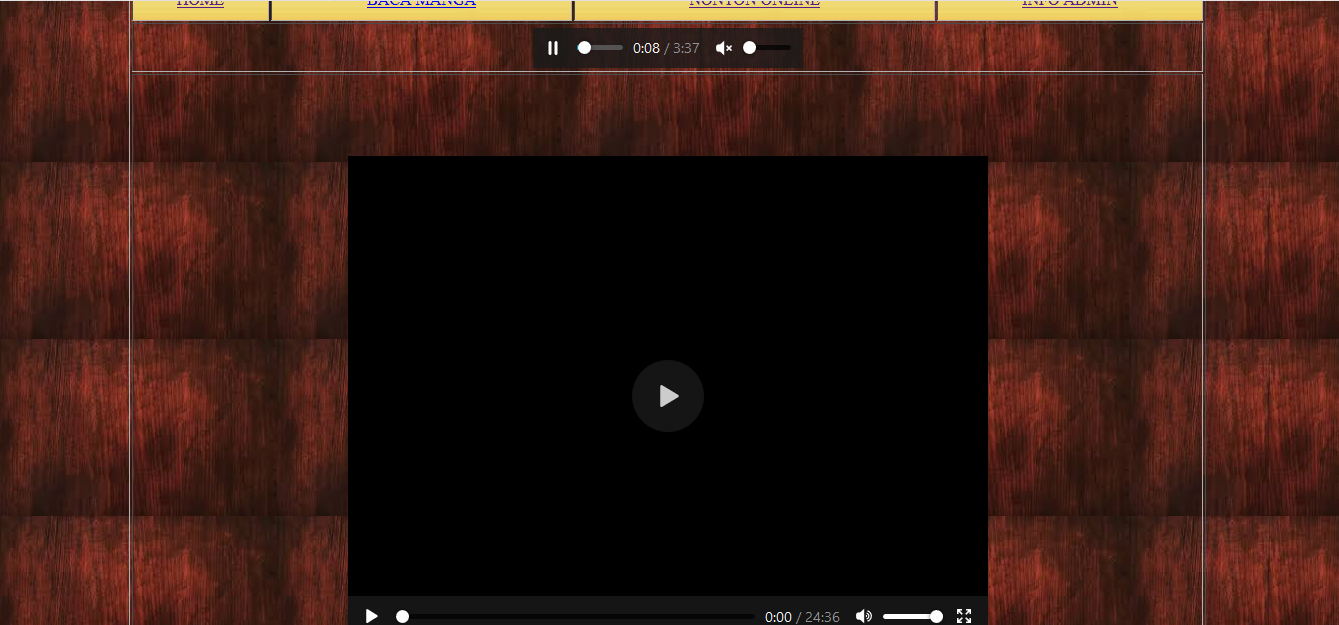 HOME BACA MANGA NONTON ONLINE INFO ADMIN
0:08 / 3:37
0:00 / 24:36